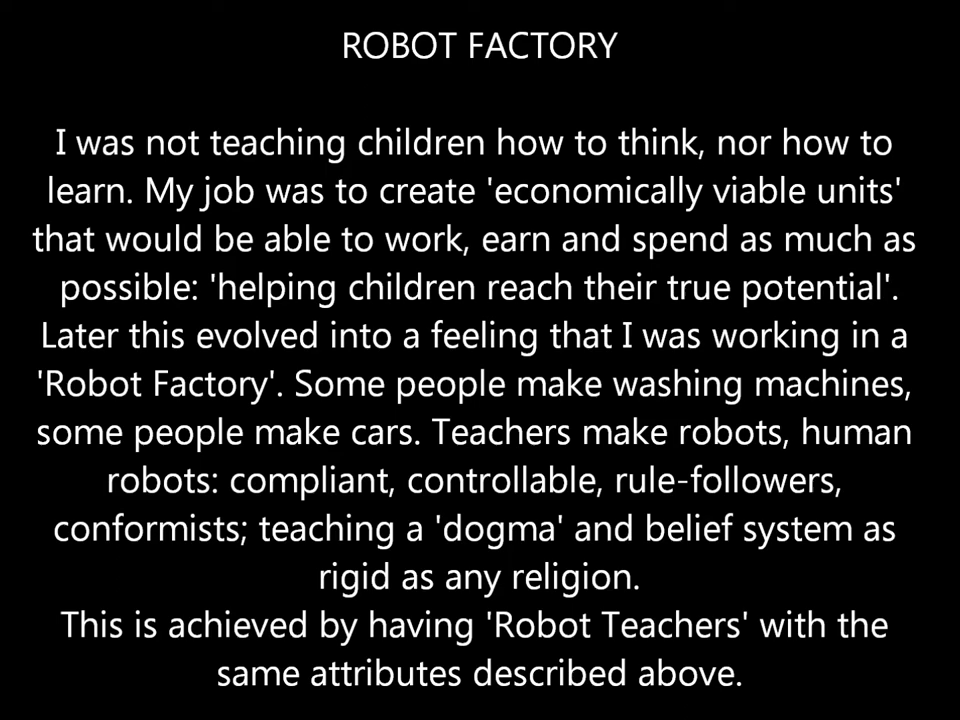 ROBOT FACTORY
I was not teaching children how to think, nor how to
learn. My job was to create 'economically viable units'
that would be able to work, earn and spend as much as
possible: 'helping children reach their true potential'.
Later this evolved into a feeling that I was working in a
'Robot Factory'. Some people make washing machines,
some people make cars. Teachers make robots, human
robots: compliant, controllable, rule-followers,
conformists; teaching a 'dogma' and belief system as
rigid as any religion.
This is achieved by having 'Robot Teachers' with the
same attributes described above.